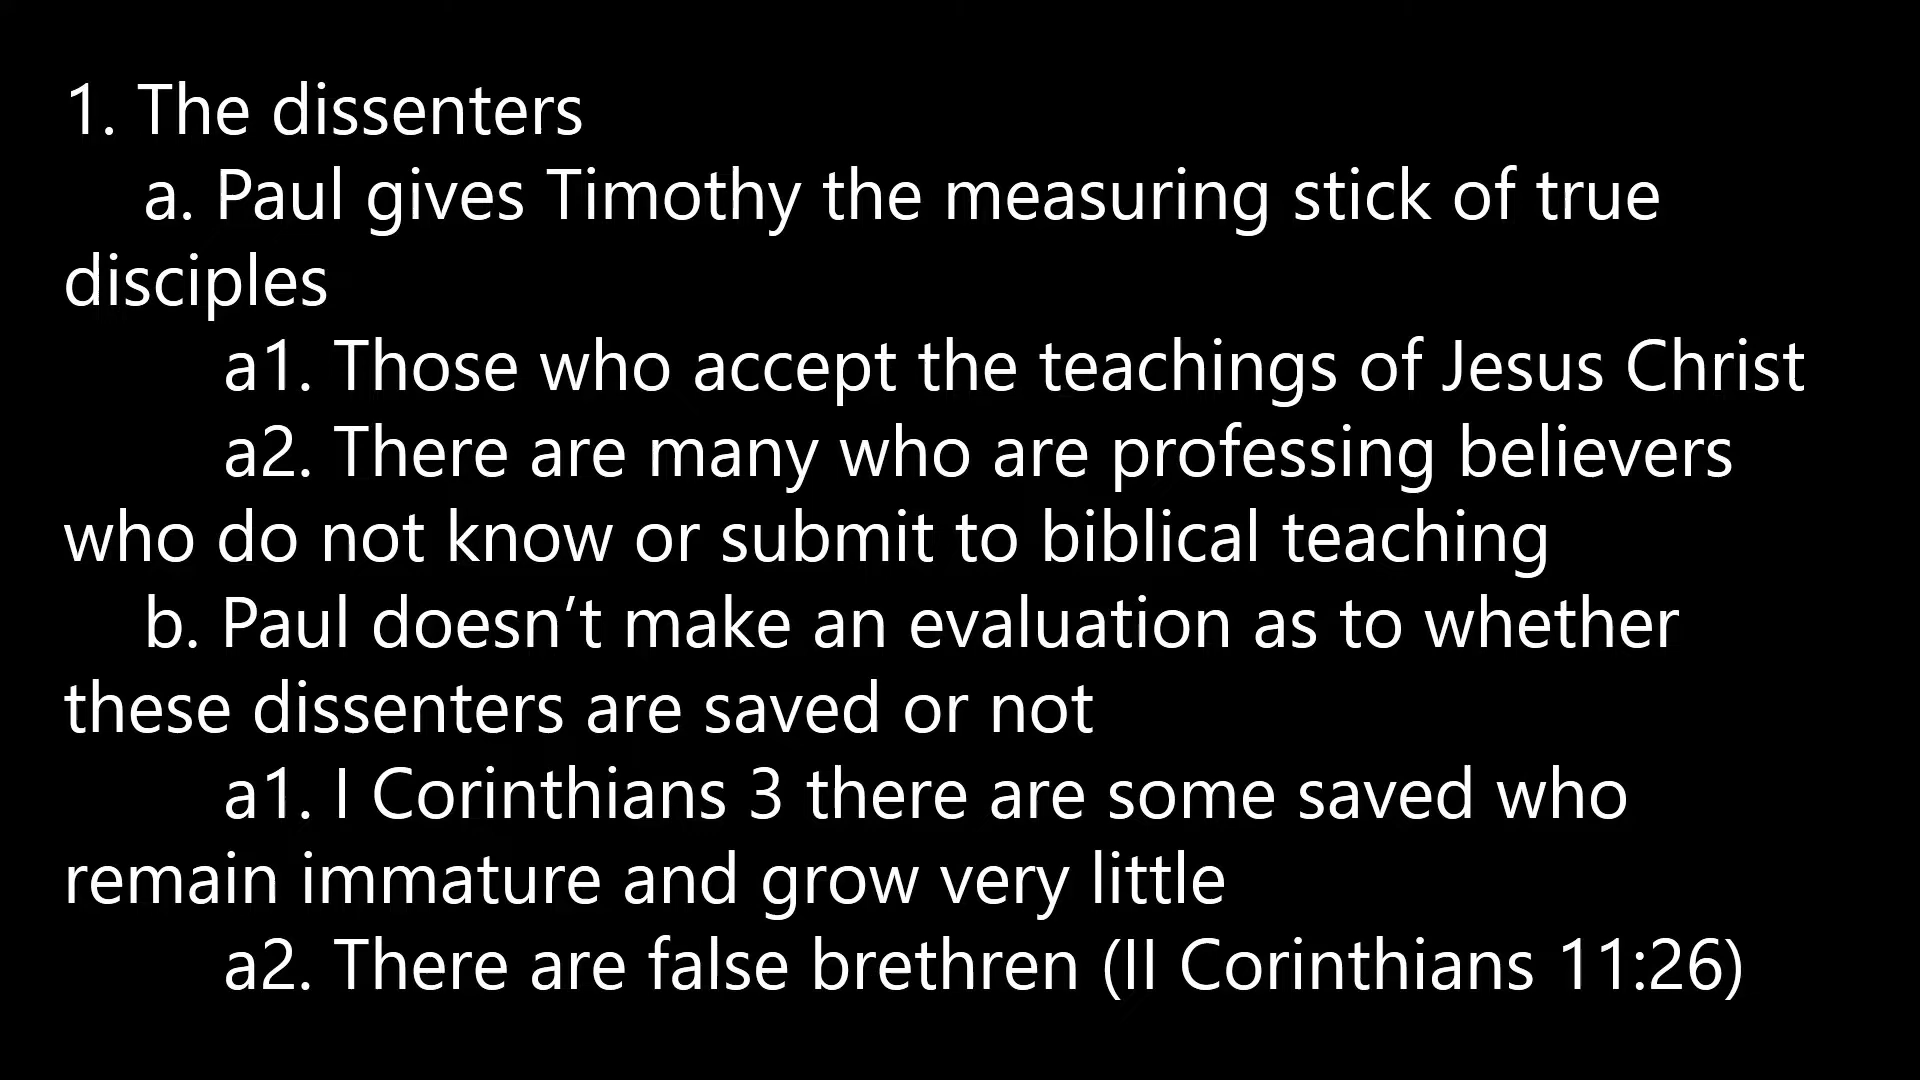 1. The dissenters
a. Paul gives Timothy the measuring stick of true
disciples
a1. Those who accept the teachings of Jesus Christ
a2. There are many who are professing believers
who do not know or submit to biblical teaching
b. Paul doesn’t make an evaluation as to whether
these dissenters are saved or not
a1. I Corinthians 3 there are some saved who
remain immature and grow very little
a2. There are false brethren (II Corinthians 11:26)